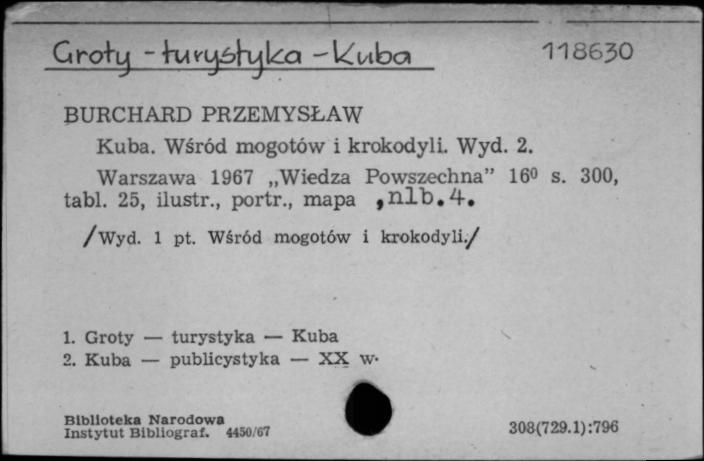 Groty - turystyka - Kuba 118630
BURCHARD PRZEMYSŁAW
Kuba. Wśród mogotów i krokodyli. Wyd. 2.
Warszawa 1967 „Wiedza Powszechna” 16⁰ s. 300,
tabl. 25, ilustr., portr., mapa ,nlb.4.
/Wyd. 1 pt. Wśród mogotów i krokodyli./
1. Groty — turystyka — Kuba
2. Kuba — publicystyka — XX w.
Biblioteka Narodowa
Instytut Bibliograf. 4450/67 308(729.1):796